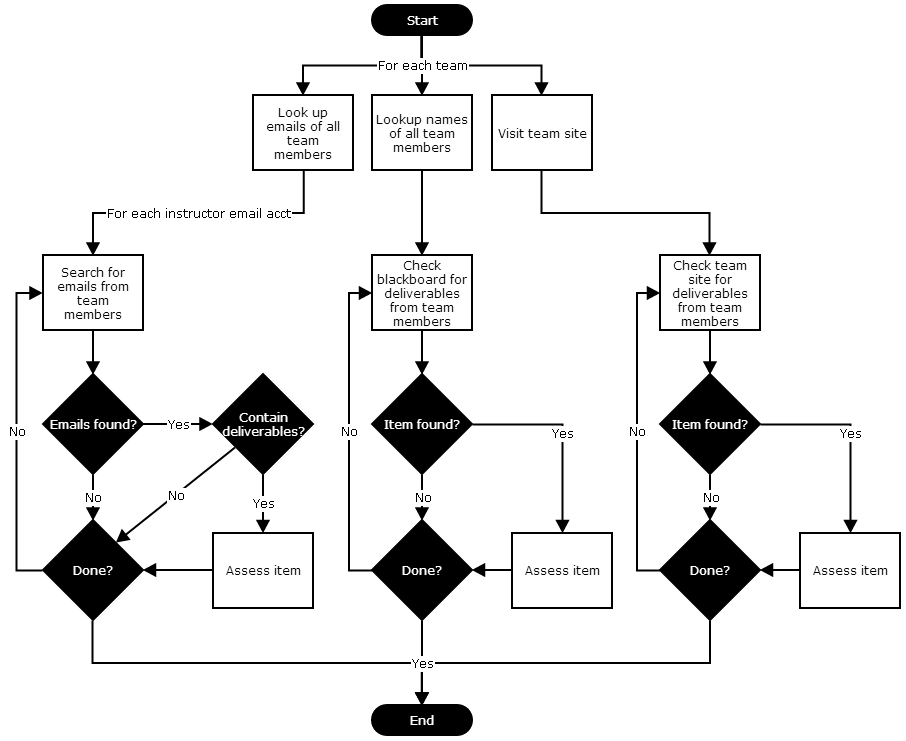 Start
For each team
Look up
emails of all
team
members
Lookup names
of all team
members
Visit team site
For each instructor email acct
Search for
emails from
team
members
Check
blackboard for
deliverables
from team
members
Check team
site for
deliverables
from team
members
Emails found?
Yes
Contain
deliverables?
Item found?
Yes
Item found?
Yes
No
No
No
No
No
Yes
No
No
Done?
Assess item
Done?
Assess item
Done?
Assess item
Yes
End